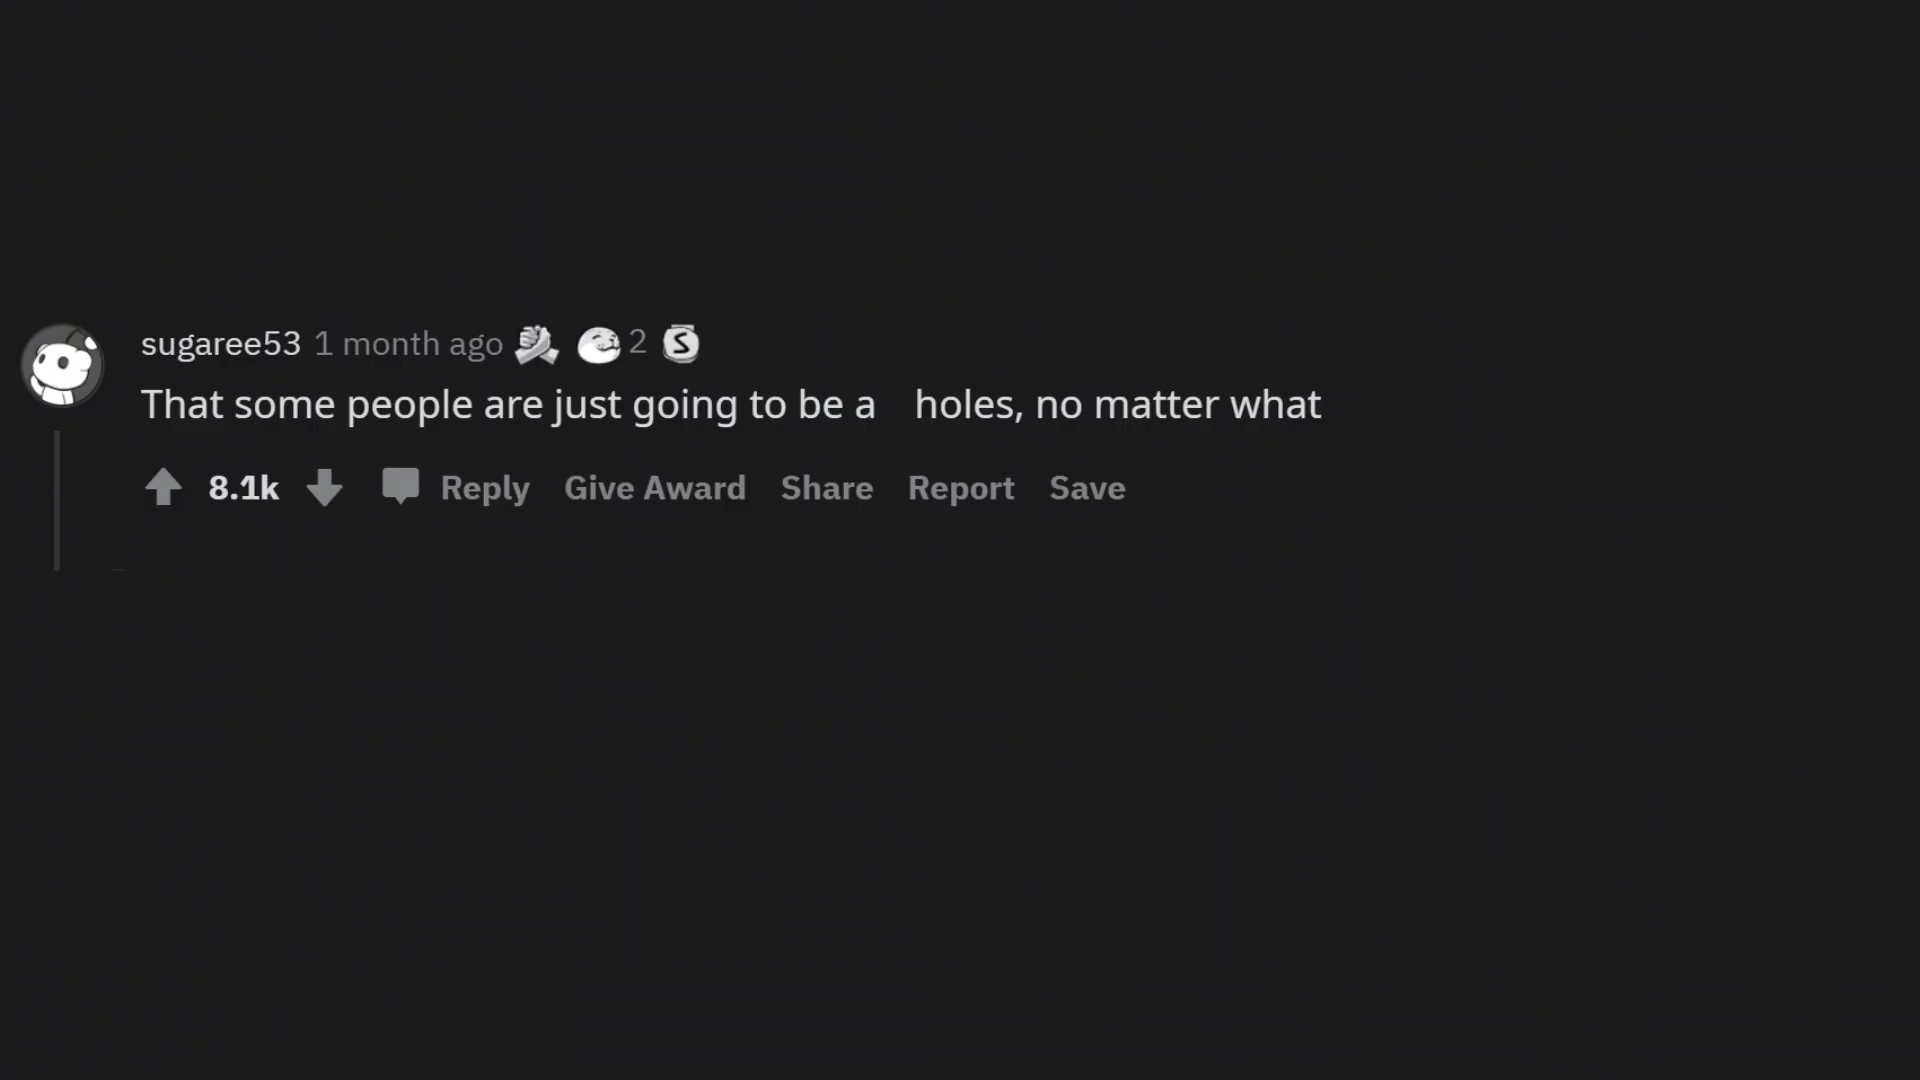 sugaree53 1 month ago 2 S
That some people are just going to be a holes, no matter what
8.1k Reply Give Award Share Report Save